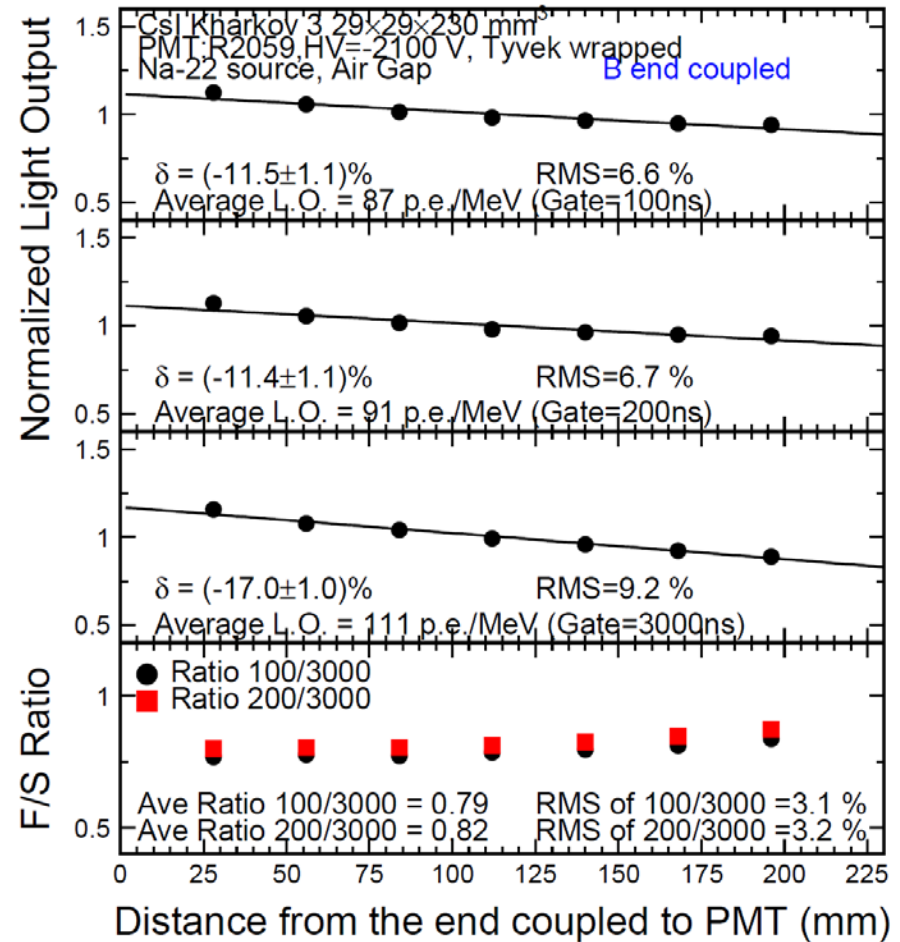 CsI Kharkov 3 29×29×230 mm³
PMT:R2059,HV=-2100 V, Tyvek wrapped
Na-22 source, Air Gap
B end coupled
Normalized Light Output
1.5
1
0.5
δ = (-11.5±1.1)% RMS=6.6 %
Average L.O. = 87 p.e./MeV (Gate=100ns)
1.5
1
0.5
δ = (-11.4±1.1)% RMS=6.7 %
Average L.O. = 91 p.e./MeV (Gate=200ns)
1.5
1
0.5
δ = (-17.0±1.0)% RMS=9.2 %
Average L.O. = 111 p.e./MeV (Gate=3000ns)
F/S Ratio
1
0.5
Ratio 100/3000
Ratio 200/3000
Ave Ratio 100/3000 = 0.79 RMS of 100/3000 =3.1 %
Ave Ratio 200/3000 = 0.82 RMS of 200/3000 =3.2 %
0 25 50 75 100 125 150 175 200 225
Distance from the end coupled to PMT (mm)